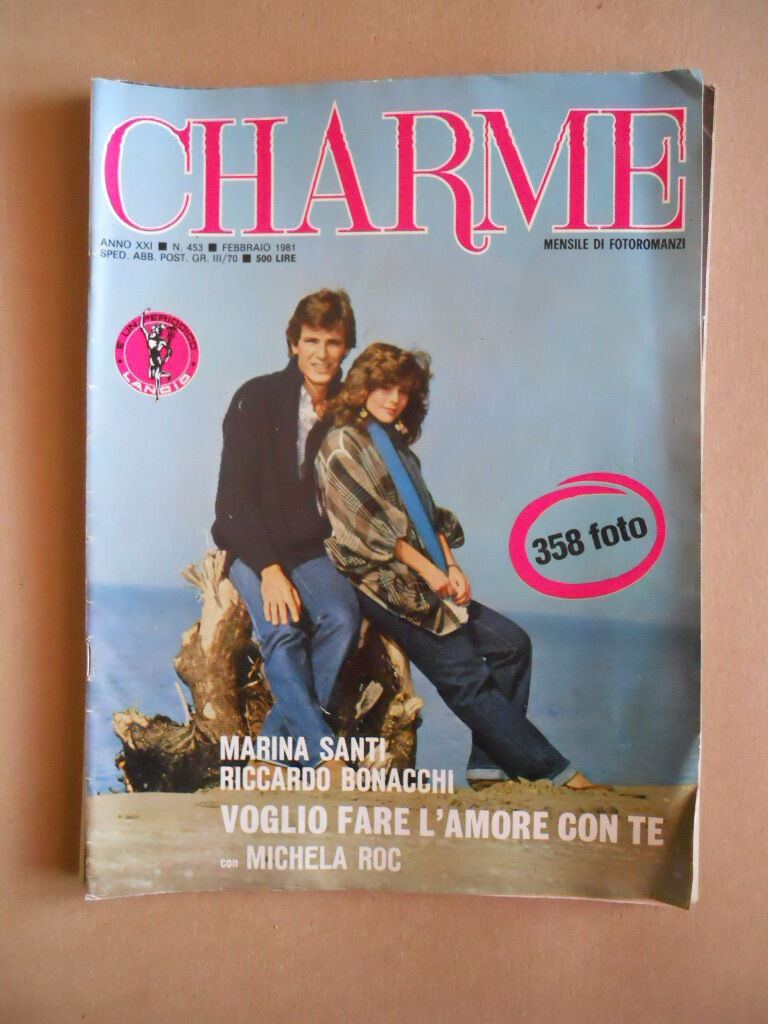 CHARME
ANNO XXI ■ N. 453 ■ FEBBRAIO 1981
SPED. ABB. POST. GR. III/70 ■ 500 LIRE
MENSILE DI FOTOROMANZI
È UN PERIODICO
LANCIO
358 foto
MARINA SANTI
RICCARDO BONACCHI
VOGLIO FARE L'AMORE CON TE
con MICHELA ROC